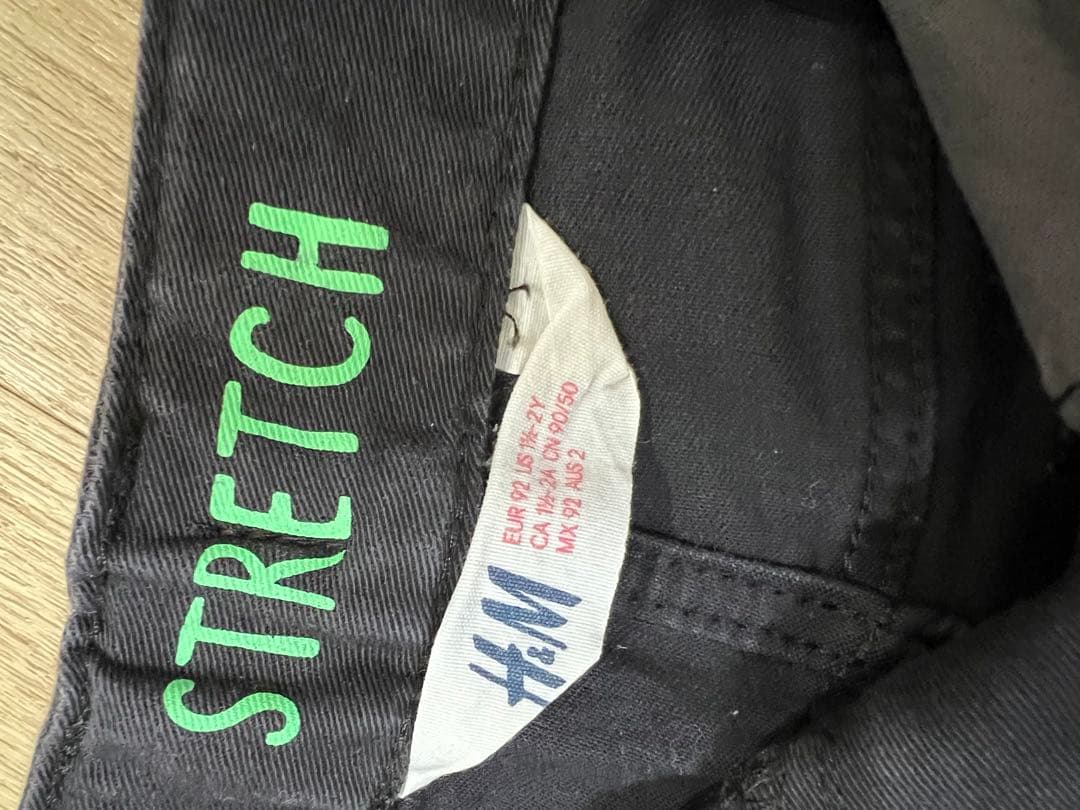 STRETCH
H&M
EUR 92 US 1½-2Y
CA 1½-2A CN 90/50
MX 92 AUS 2